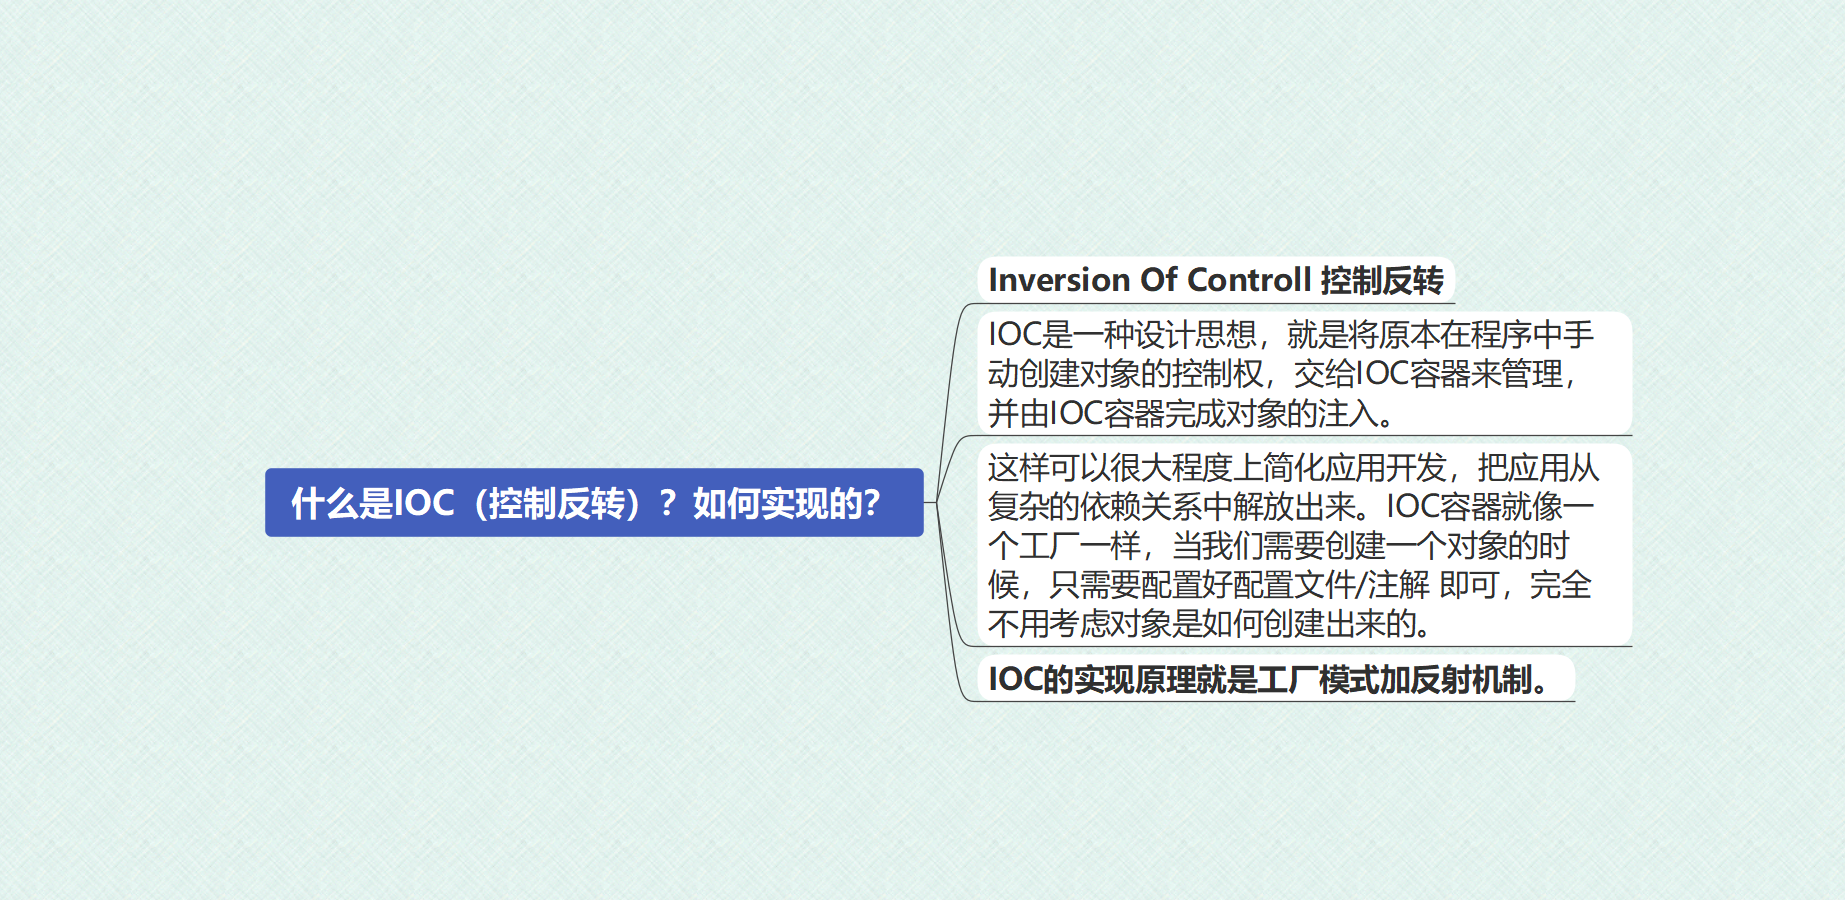 什么是IOC（控制反转）？如何实现的？
Inversion Of Controll 控制反转
IOC是一种设计思想，就是将原本在程序中手
动创建对象的控制权，交给IOC容器来管理，
并由IOC容器完成对象的注入。
这样可以很大程度上简化应用开发，把应用从
复杂的依赖关系中解放出来。IOC容器就像一
个工厂一样，当我们需要创建一个对象的时
候，只需要配置好配置文件/注解 即可，完全
不用考虑对象是如何创建出来的。
IOC的实现原理就是工厂模式加反射机制。